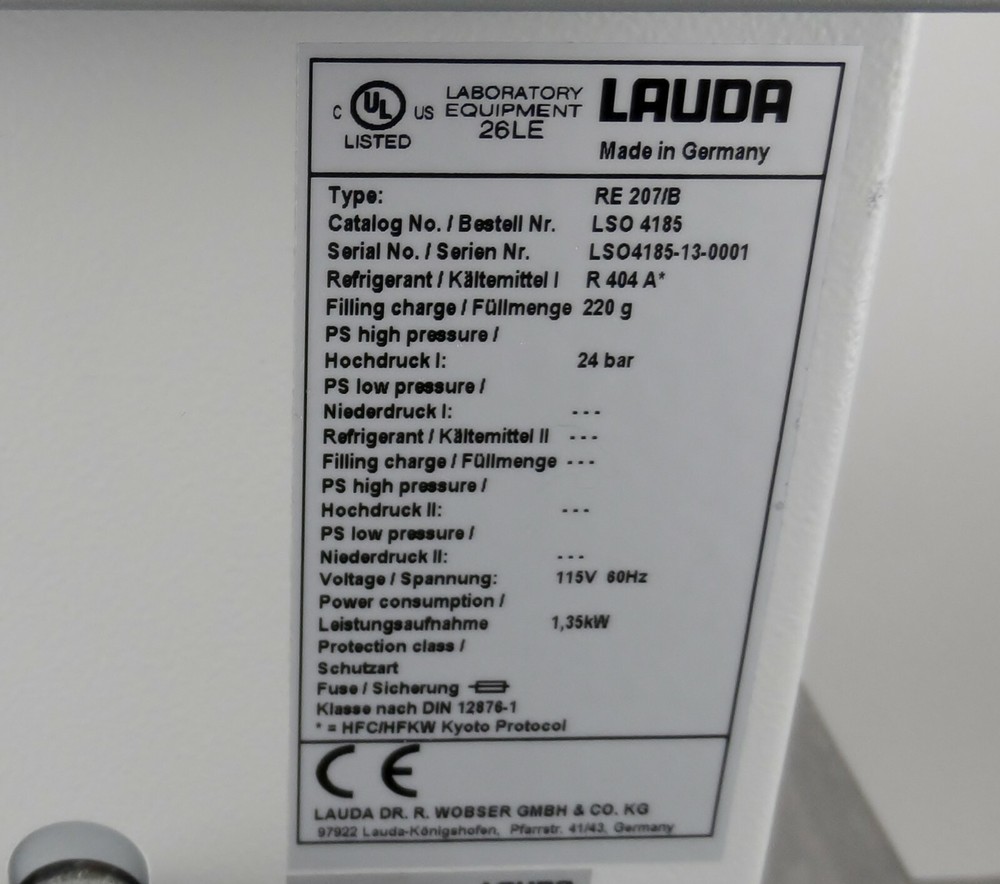 C UL US LABORATORY EQUIPMENT 26LE LAUDA
LISTED
Made in Germany
Type: RE 207/B
Catalog No. / Bestell Nr. LSO 4185
Serial No. / Serien Nr. LSO4185-13-0001
Refrigerant / Kältemittel I R 404 A*
Filling charge / Füllmenge 220 g
PS high pressure /
Hochdruck I: 24 bar
PS low pressure /
Niederdruck I: - - -
Refrigerant / Kältemittel II - - -
Filling charge / Füllmenge - - -
PS high pressure /
Hochdruck II: - - -
PS low pressure /
Niederdruck II: - - -
Voltage / Spannung: 115V 60Hz
Power consumption /
Leistungsaufnahme 1,35kW
Protection class /
Schutzart
Fuse / Sicherung
Klasse nach DIN 12876-1
* = HFC/HFKW Kyoto Protocol
CE
LAUDA DR. R. WOBSER GMBH & CO. KG
97922 Lauda-Königshofen, Pfarrstr. 41/43, Germany
LAUDA